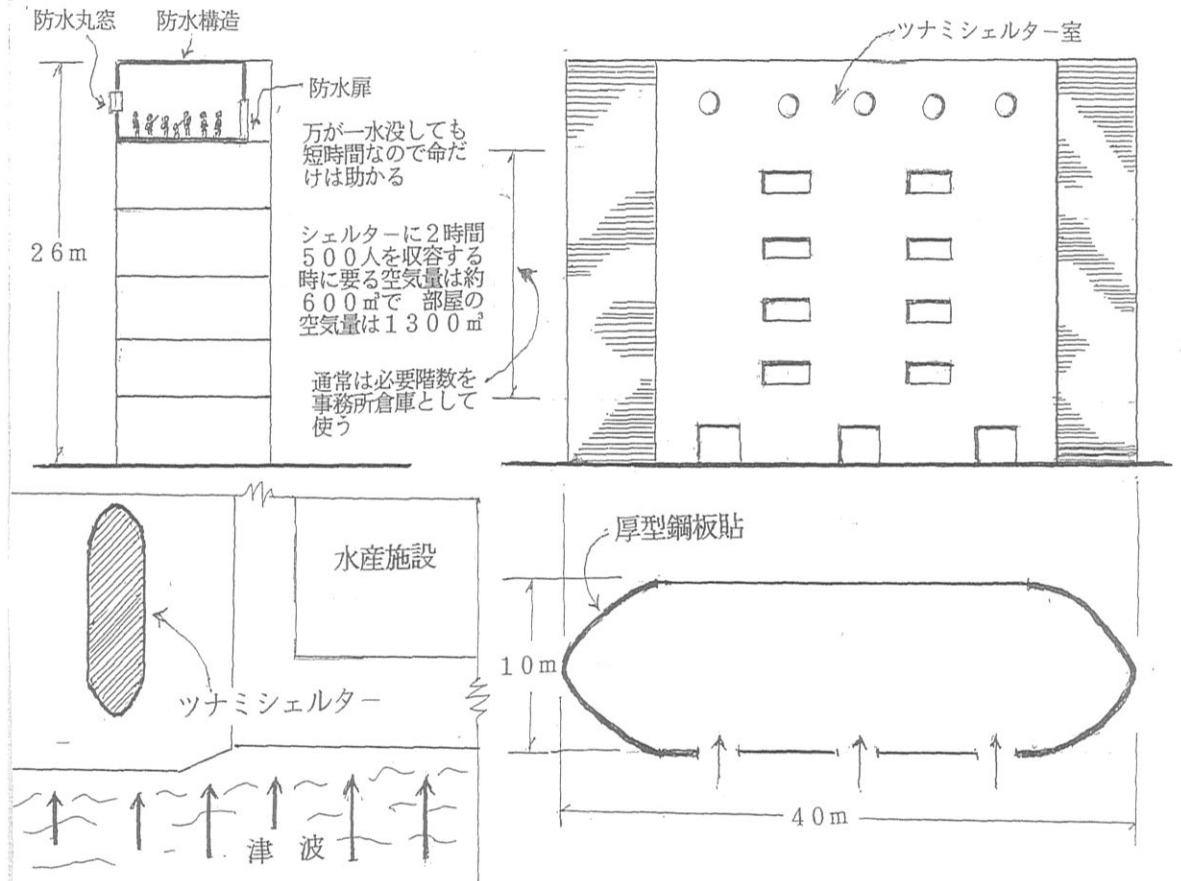 防水丸窓
防水構造
ツナミシェルター室
防水扉
万が一水没しても
短時間なので命だ
けは助かる
26m
シェルターに2時間
500人を収容する
時に要る空気量は約
600㎥で 部屋の
空気量は1300㎥
通常は必要階数を
事務所倉庫として
使う
水産施設
厚型鋼板貼
10m
ツナミシェルター
40m
津 波